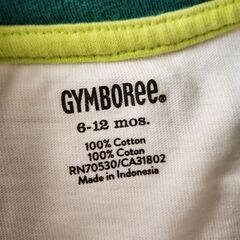 GYMBOREE®
6-12 mos.
100% Cotton
100% Coton
RN70530/CA31802
Made in Indonesia